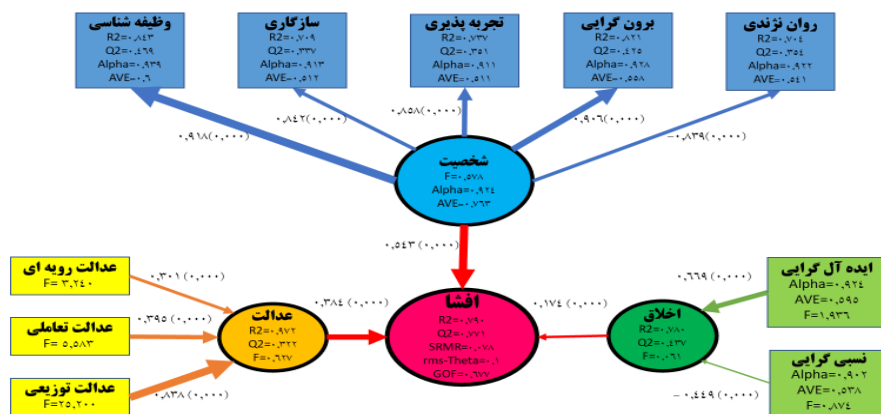 وظیفه شناسی
R2=۰,۸۴۳
Q2=۰,۴۶۹
Alpha=۰,۹۳۹
AVE=۰,۶
سازگاری
R2=۰,۷۰۹
Q2=۰,۳۳۷
Alpha=۰,۹۱۳
AVE=۰,۵۱۲
تجربه پذیری
R2=۰,۷۳۷
Q2=۰,۳۵۱
Alpha=۰,۹۱۱
AVE=۰,۵۱۱
برون گرایی
R2=۰,۸۲۱
Q2=۰,۴۲۵
Alpha=۰,۹۲۸
AVE=۰,۵۵۸
روان نژندی
R2=۰,۷۰۴
Q2=۰,۳۵۴
Alpha=۰,۹۲۲
AVE=۰,۵۴۱
۰,۹۱۸(۰,۰۰۰)
۰,۸۴۲(۰,۰۰۰)
۰,۸۵۸(۰,۰۰۰)
۰,۹۰۶(۰,۰۰۰)
-۰,۸۳۹(۰,۰۰۰)
شخصیت
F=۰,۵۷۸
Alpha=۰,۹۲۴
AVE=۰,۷۶۳
۰,۵۴۳ (۰,۰۰۰)
عدالت رویه ای
F= ۳,۲۴۰
عدالت تعاملی
F= ۵,۵۸۳
عدالت توزیعی
F=۲۵,۲۰۰
۰,۳۰۱ (۰,۰۰۰)
۰,۳۹۵ (۰,۰۰۰)
۰,۸۳۸ (۰,۰۰۰)
عدالت
R2=۰,۹۷۲
Q2=۰,۳۲۲
F=۰,۶۲۷
۰,۳۸۴ (۰,۰۰۰)
افشا
R2=۰,۷۹۰
Q2=۰,۷۷۱
SRMR=۰,۰۷۸
rms-Theta=۰,۱
GOF=۰,۶۷۷
۰,۱۷۴ (۰,۰۰۰)
اخلاق
R2=۰,۷۸۰
Q2=۰,۴۳۷
F=۰,۰۶۱
۰,۶۶۹ (۰,۰۰۰)
-۰,۴۴۹ (۰,۰۰۰)
ایده آل گرایی
Alpha=۰,۹۲۴
AVE=۰,۵۹۵
F=۱,۹۳۶
نسبی گرایی
Alpha=۰,۹۰۲
AVE=۰,۵۳۸
F=۰,۸۷۴